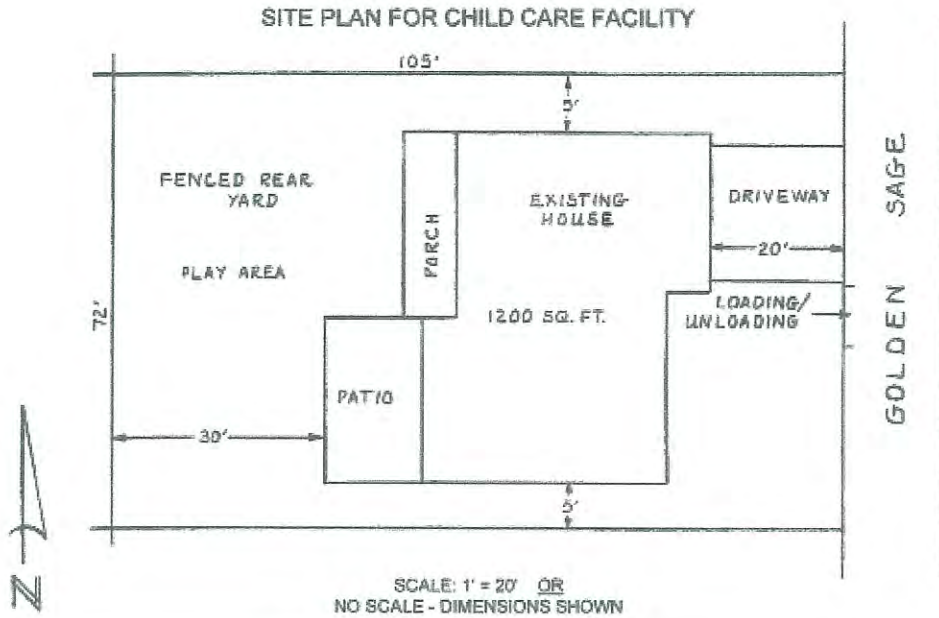 SITE PLAN FOR CHILD CARE FACILITY
105'
5'
FENCED REAR
YARD
PLAY AREA
PORCH
EXISTING
HOUSE
1200 SQ. FT.
DRIVEWAY
20'
LOADING/
UNLOADING
GOLDEN SAGE
72'
PATIO
30'
5'
N
SCALE: 1' = 20' OR
NO SCALE - DIMENSIONS SHOWN